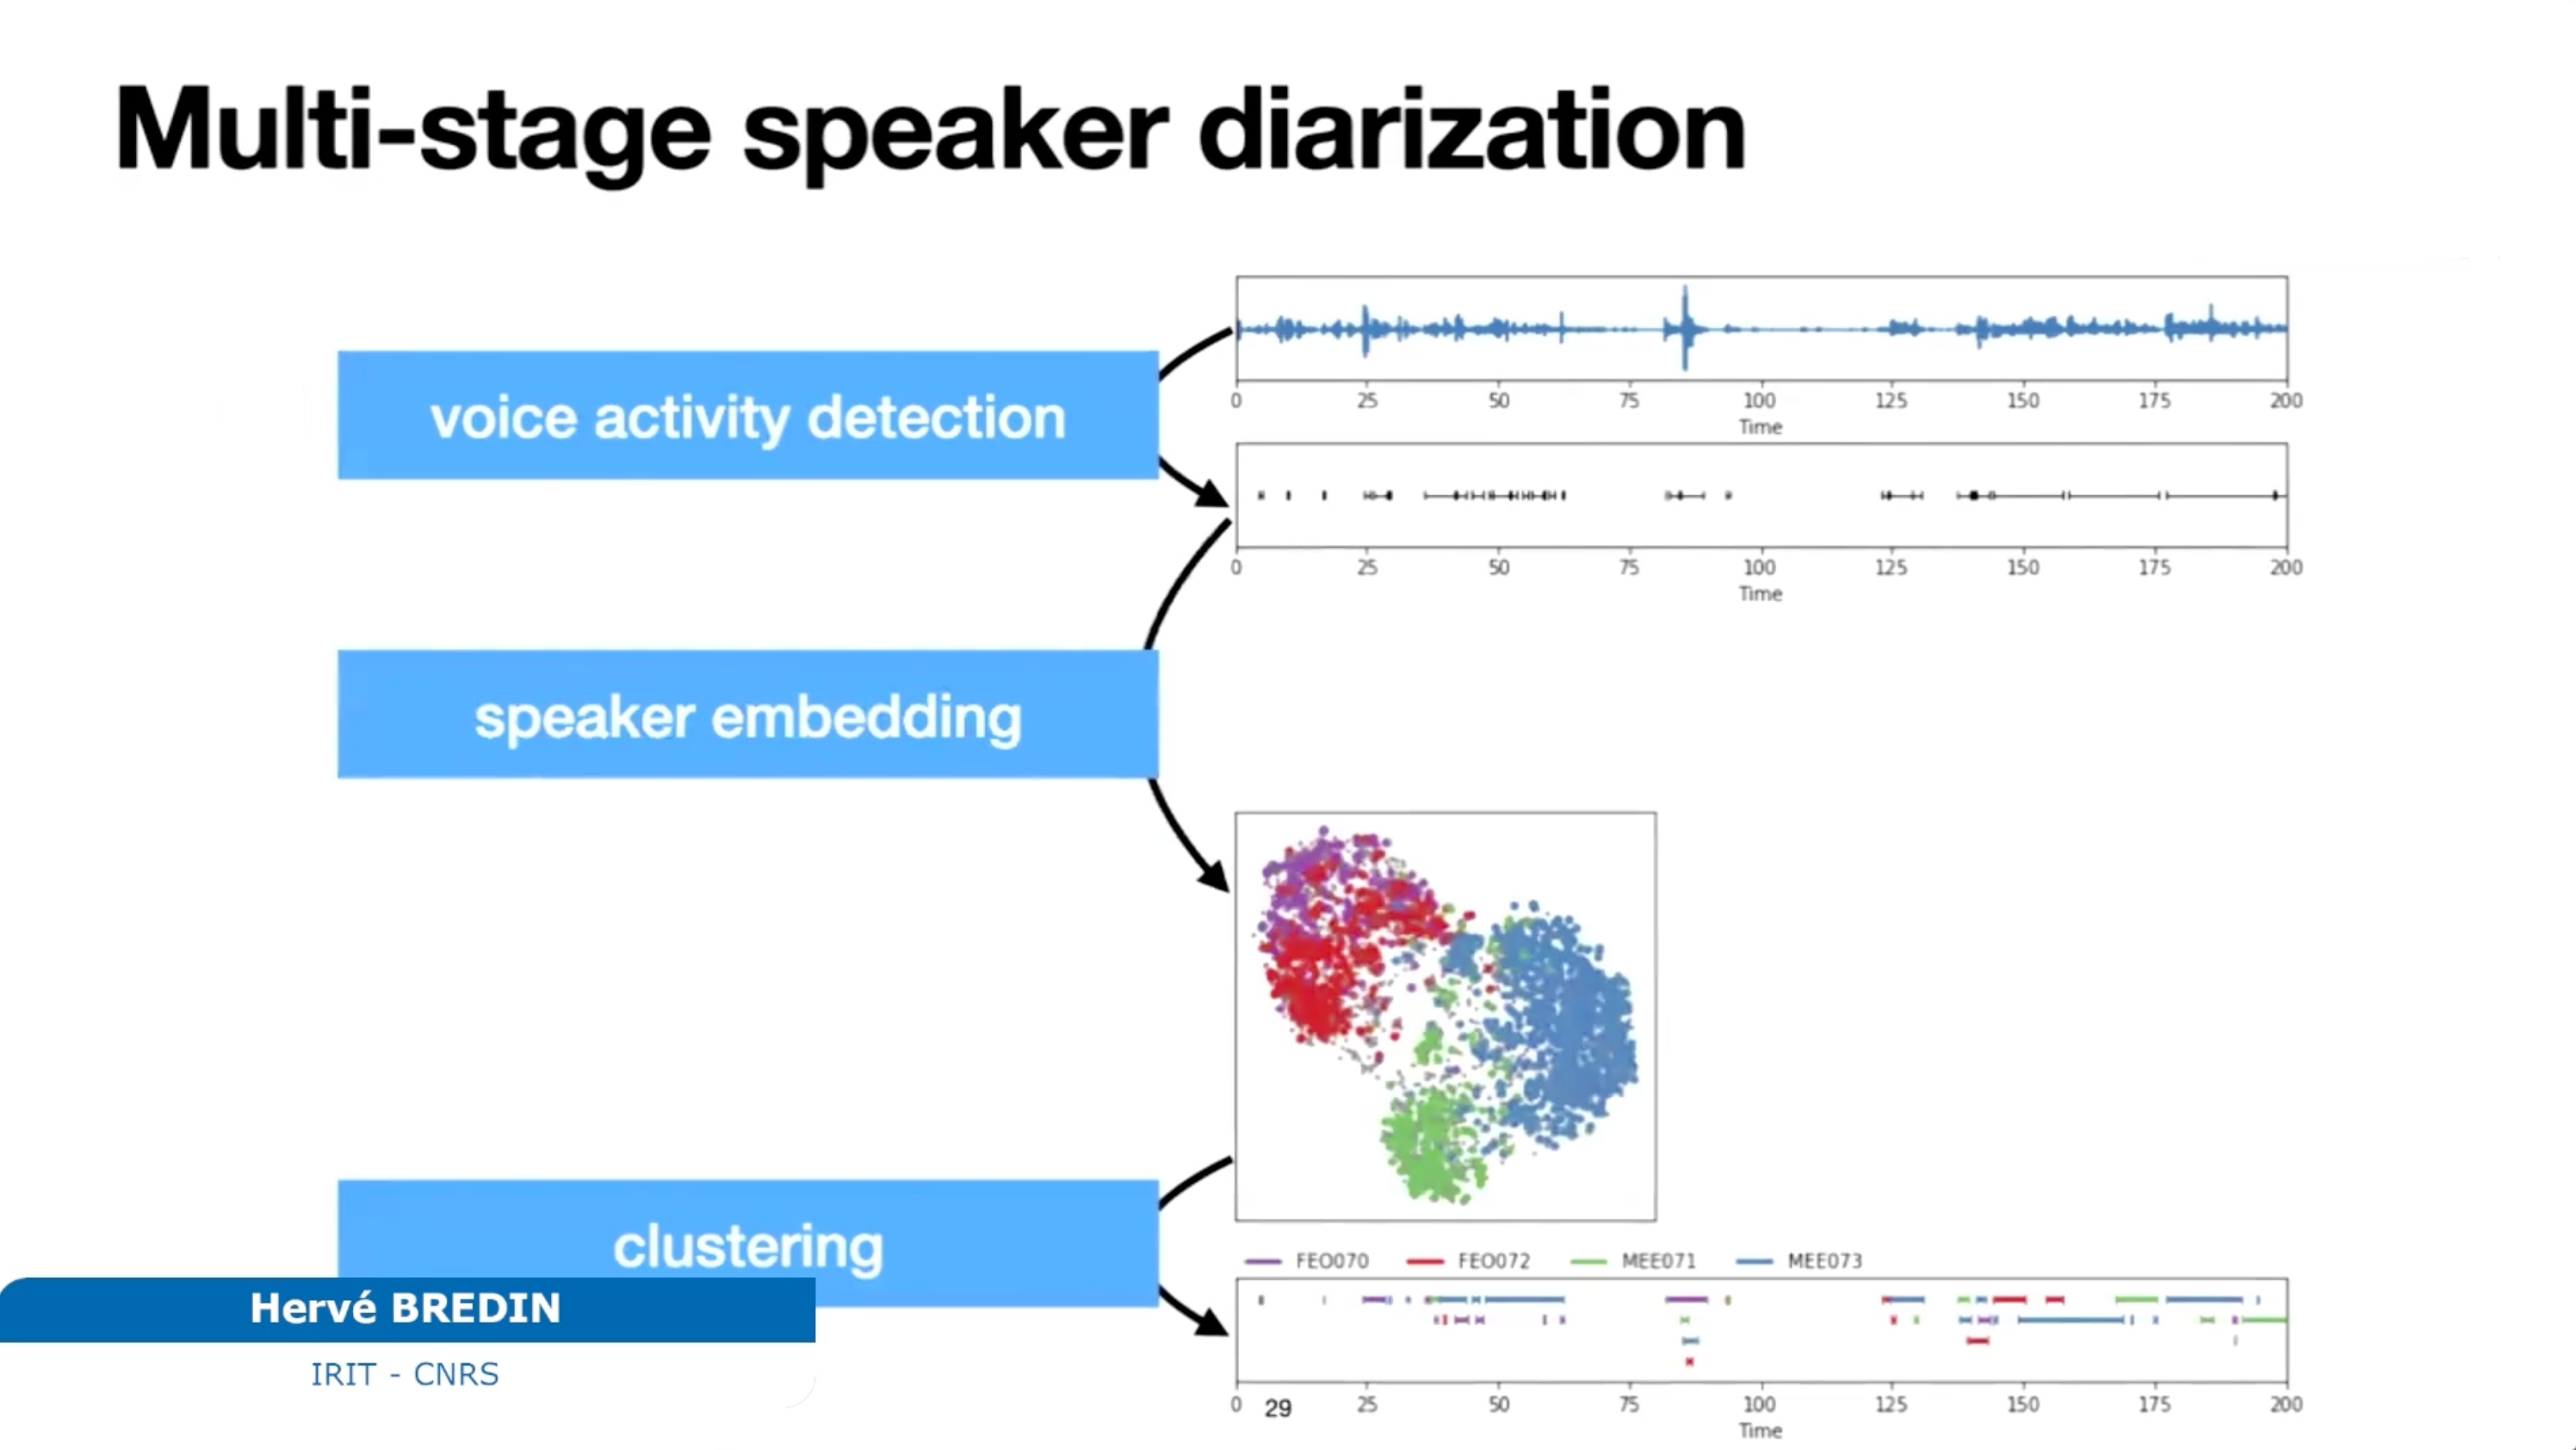 Multi-stage speaker diarization
voice activity detection
0 25 50 75 100 125 150 175 200
Time
0 25 50 75 100 125 150 175 200
Time
speaker embedding
clustering
FEO070 FEO072 MEE071 MEE073
Hervé BREDIN
IRIT - CNRS
0 25 50 75 100 125 150 175 200
Time
29